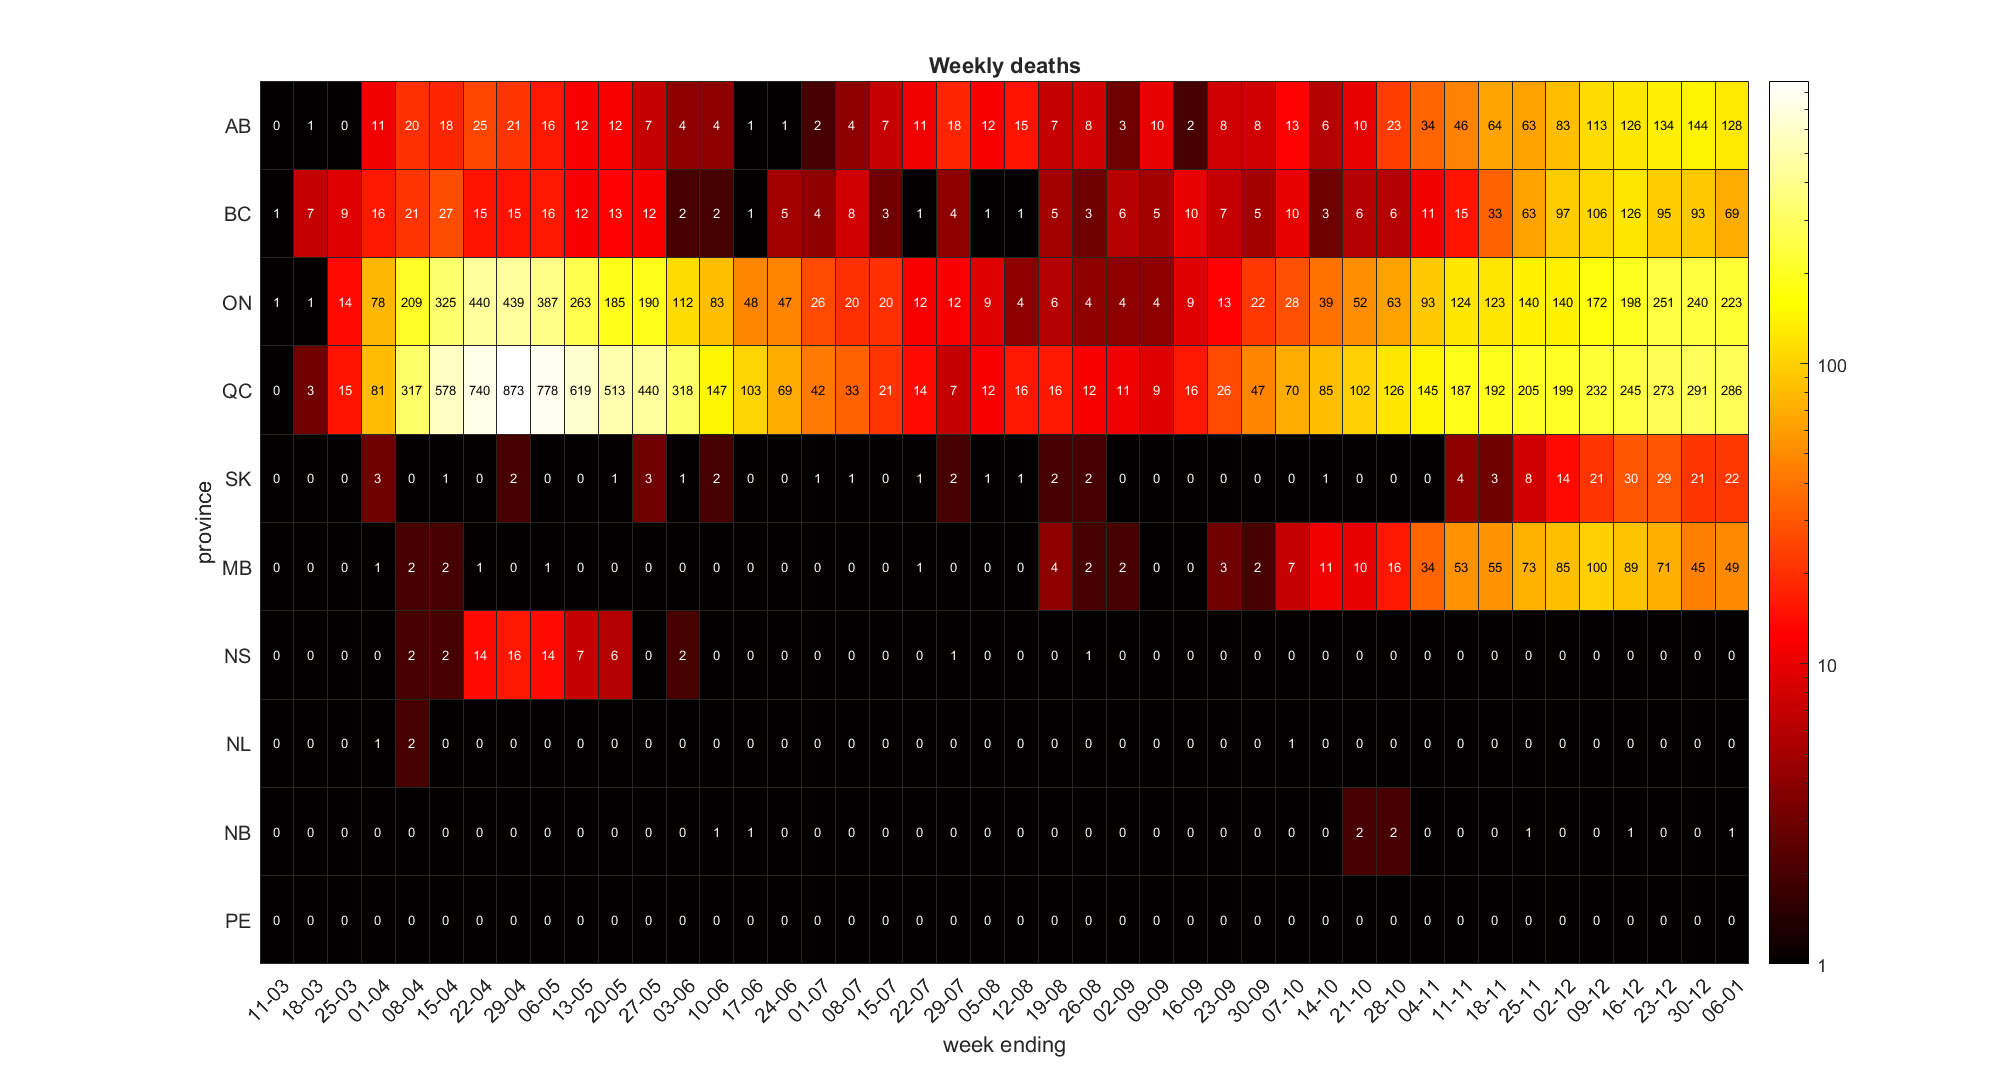 Weekly deaths
AB 0 1 0 11 20 18 25 21 16 12 12 7 4 4 1 1 2 4 7 11 18 12 15 7 8 3 10 2 8 8 13 6 10 23 34 46 64 63 83 113 126 134 144 128
BC 1 7 9 16 21 27 15 15 16 12 13 12 2 2 1 5 4 8 3 1 4 1 1 5 3 6 5 10 7 5 10 3 6 6 11 15 33 63 97 106 126 95 93 69
ON 1 1 14 78 209 325 440 439 387 263 185 190 112 83 48 47 26 20 20 12 12 9 4 6 4 4 4 9 13 22 28 39 52 63 93 124 123 140 140 172 198 251 240 223
QC 0 3 15 81 317 578 740 873 778 619 513 440 318 147 103 69 42 33 21 14 7 12 16 16 12 11 9 16 26 47 70 85 102 126 145 187 192 205 199 232 245 273 291 286
SK 0 0 0 3 0 1 0 2 0 0 1 3 1 2 0 0 1 1 0 1 2 1 1 2 2 0 0 0 0 0 0 1 0 0 0 4 3 8 14 21 30 29 21 22
MB 0 0 0 1 2 2 1 0 1 0 0 0 0 0 0 0 0 0 0 1 0 0 0 4 2 2 0 0 3 2 7 11 10 16 34 53 55 73 85 100 89 71 45 49
NS 0 0 0 0 2 2 14 16 14 7 6 0 2 0 0 0 0 0 0 0 1 0 0 0 1 0 0 0 0 0 0 0 0 0 0 0 0 0 0 0 0 0 0 0
NL 0 0 0 1 2 0 0 0 0 0 0 0 0 0 0 0 0 0 0 0 0 0 0 0 0 0 0 0 0 0 1 0 0 0 0 0 0 0 0 0 0 0 0 0
NB 0 0 0 0 0 0 0 0 0 0 0 0 0 1 1 0 0 0 0 0 0 0 0 0 0 0 0 0 0 0 0 0 2 2 0 0 0 1 0 0 1 0 0 1
PE 0 0 0 0 0 0 0 0 0 0 0 0 0 0 0 0 0 0 0 0 0 0 0 0 0 0 0 0 0 0 0 0 0 0 0 0 0 0 0 0 0 0 0 0
province
11-03 18-03 25-03 01-04 08-04 15-04 22-04 29-04 06-05 13-05 20-05 27-05 03-06 10-06 17-06 24-06 01-07 08-07 15-07 22-07 29-07 05-08 12-08 19-08 26-08 02-09 09-09 16-09 23-09 30-09 07-10 14-10 21-10 28-10 04-11 11-11 18-11 25-11 02-12 09-12 16-12 23-12 30-12 06-01
week ending
100
10
1